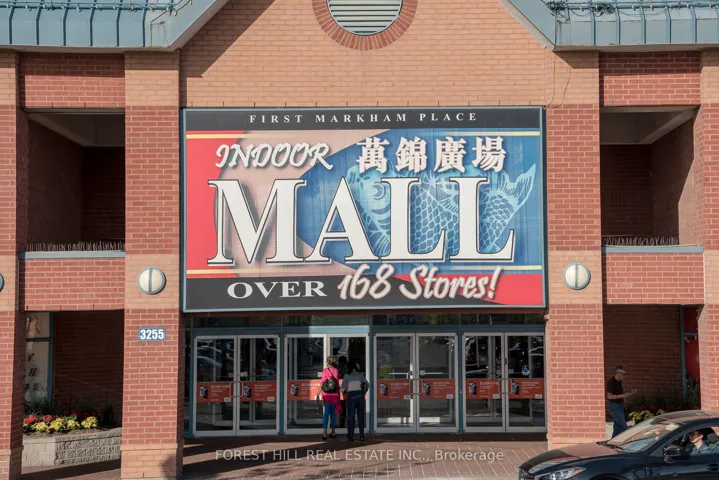 FIRST MARKHAM PLACE
INDOOR 萬錦廣場
MALL
OVER 168 Stores!
3255
FOREST HILL REAL ESTATE INC., Brokerage